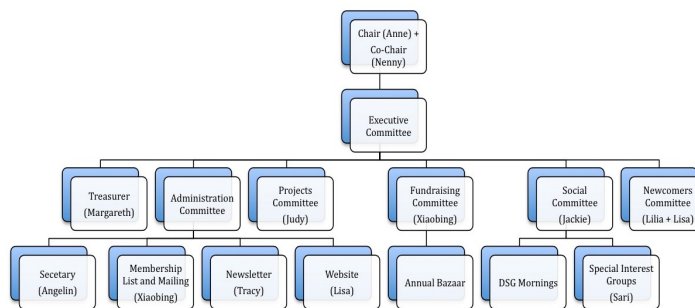 Chair (Anne) +
Co-Chair
(Nenny)
Executive
Committee
Treasurer
(Margareth)
Administration
Committee
Projects
Committee
(Judy)
Fundraising
Committee
(Xiaobing)
Social
Committee
(Jackie)
Newcomers
Committee
(Lilia + Lisa)
Secetary
(Angelin)
Membership
List and Mailing
(Xiaobing)
Newsletter
(Tracy)
Website
(Lisa)
Annual Bazaar
DSG Mornings
Special Interest
Groups
(Sari)